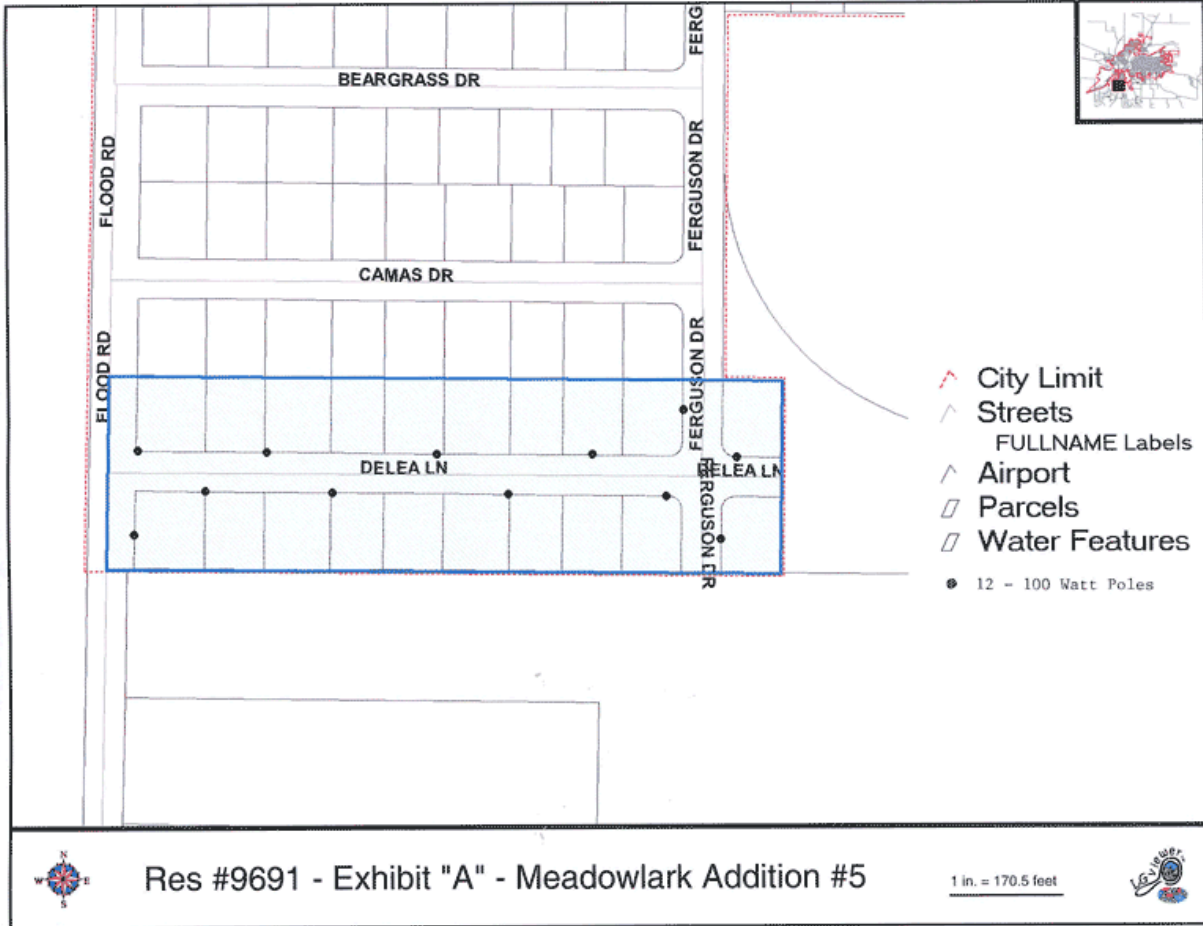 FERG
BEARGRASS DR
FLOOD RD
FERGUSON DR
CAMAS DR
FLOOD RD
FERGUSON DR
DELEA LN
DELEA LN
FERGUSON DR
City Limit
Streets
FULLNAME Labels
Airport
Parcels
Water Features
12 - 100 Watt Poles
N
W E
S
Res #9691 - Exhibit "A" - Meadowlark Addition #5
1 in. = 170.5 feet
LGviewer